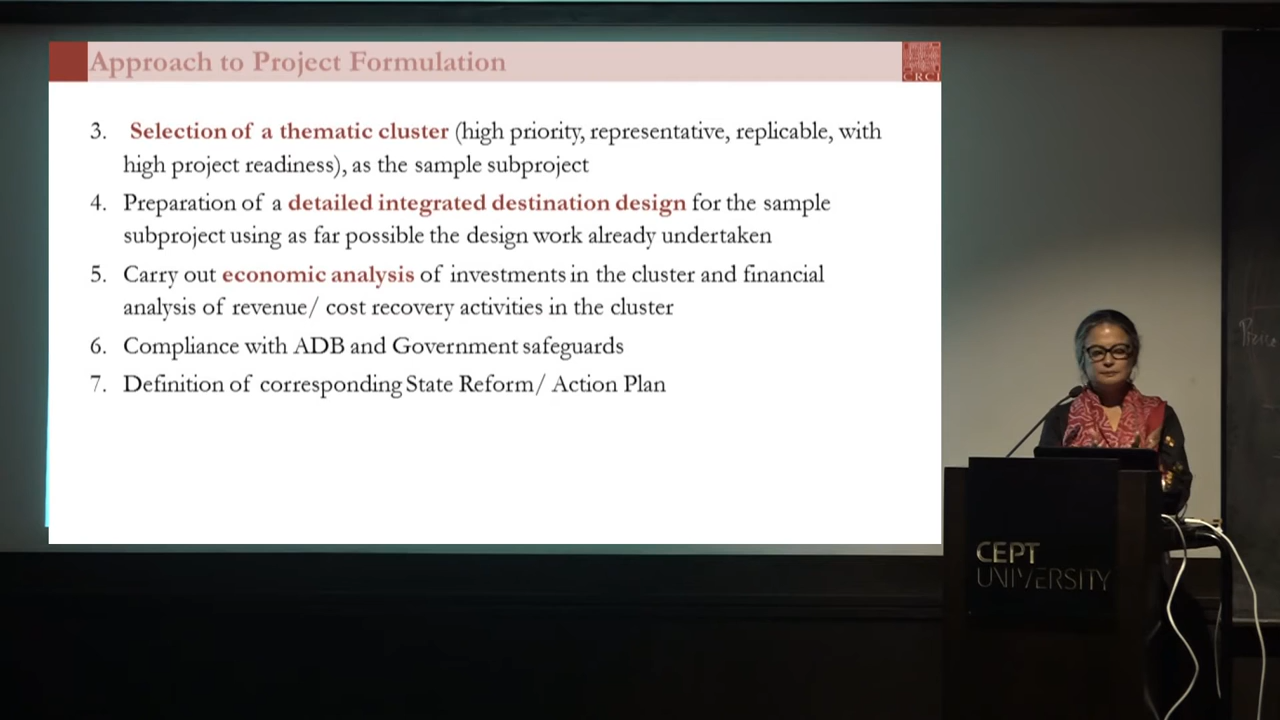 Approach to Project Formulation
CRCI
3. Selection of a thematic cluster (high priority, representative, replicable, with
high project readiness), as the sample subproject
4. Preparation of a detailed integrated destination design for the sample
subproject using as far possible the design work already undertaken
5. Carry out economic analysis of investments in the cluster and financial
analysis of revenue/ cost recovery activities in the cluster
6. Compliance with ADB and Government safeguards
7. Definition of corresponding State Reform/ Action Plan
CEPT
UNIVERSITY